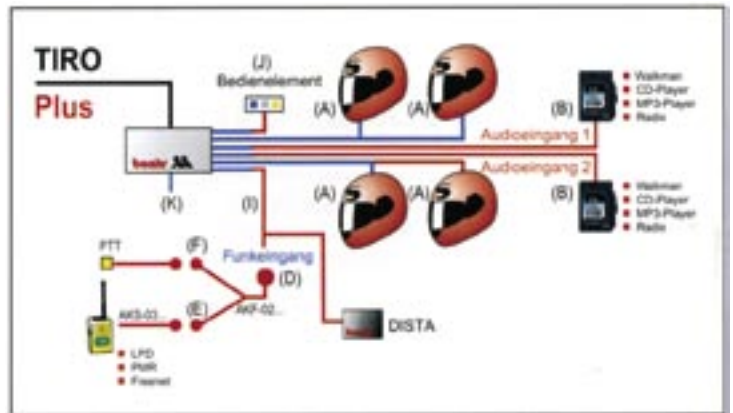 TIRO
Plus
(J)
Bedienelement
(A)
(A)
(B)
Walkman
CD-Player
MP3-Player
Radio
Audioeingang 1
Audioeingang 2
(K)
(I)
(A)
(A)
(B)
Walkman
CD-Player
MP3-Player
Radio
PTT
(F)
Funkeingang
(D)
AKS-03...
(E)
AKF-02...
DISTA
LPD
PMR
Freenet